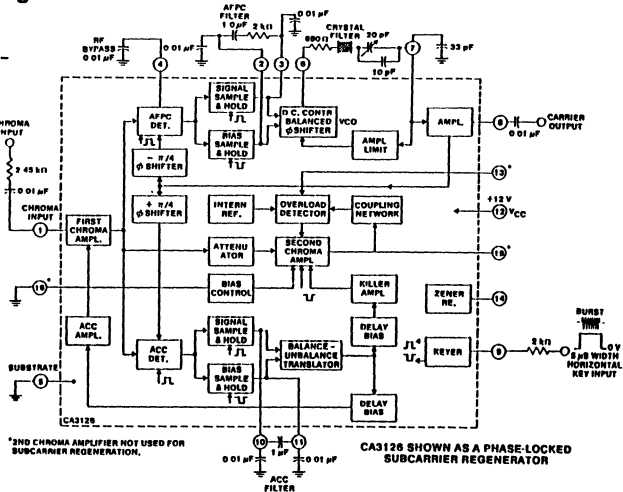 AFPC
FILTER
1 0 µF 2 kΩ
0 01 µF
0 01 µF
RF
BYPASS
0 01 µF
CRYSTAL
FILTER
680 Ω
20 pF
10 pF
33 pF
4
2
3
6
7
SIGNAL
SAMPLE
& HOLD
AFPC
DET.
BIAS
SAMPLE
& HOLD
D.C. CONTR
BALANCED
φ SHIFTER
VCO
AMPL
LIMIT
AMPL.
8
0 01 µF
CARRIER
OUTPUT
CHROMA
INPUT
2 45 kΩ
0 01 µF
CHROMA
INPUT
1
− π/4
φ SHIFTER
+ π/4
φ SHIFTER
FIRST
CHROMA
AMPL.
INTERN
REF.
OVERLOAD
DETECTOR
COUPLING
NETWORK
13*
+12 V
12 VCC
ATTENU
ATOR
SECOND
CHROMA
AMPL
15*
16*
BIAS
CONTROL
KILLER
AMPL
ZENER
RE.
14
ACC
AMPL.
ACC
DET.
SIGNAL
SAMPLE
& HOLD
BIAS
SAMPLE
& HOLD
BALANCE -
UNBALANCE
TRANSLATOR
DELAY
BIAS
KEYER
9
2 kΩ
BURST
0 V
5 µS WIDTH
HORIZONTAL
KEY INPUT
SUBSTRATE
5
DELAY
BIAS
CA3126
10
11
1 µF
0 01 µF
0 01 µF
ACC
FILTER
*2ND CHROMA AMPLIFIER NOT USED FOR
SUBCARRIER REGENERATION.
CA3126 SHOWN AS A PHASE-LOCKED
SUBCARRIER REGENERATOR